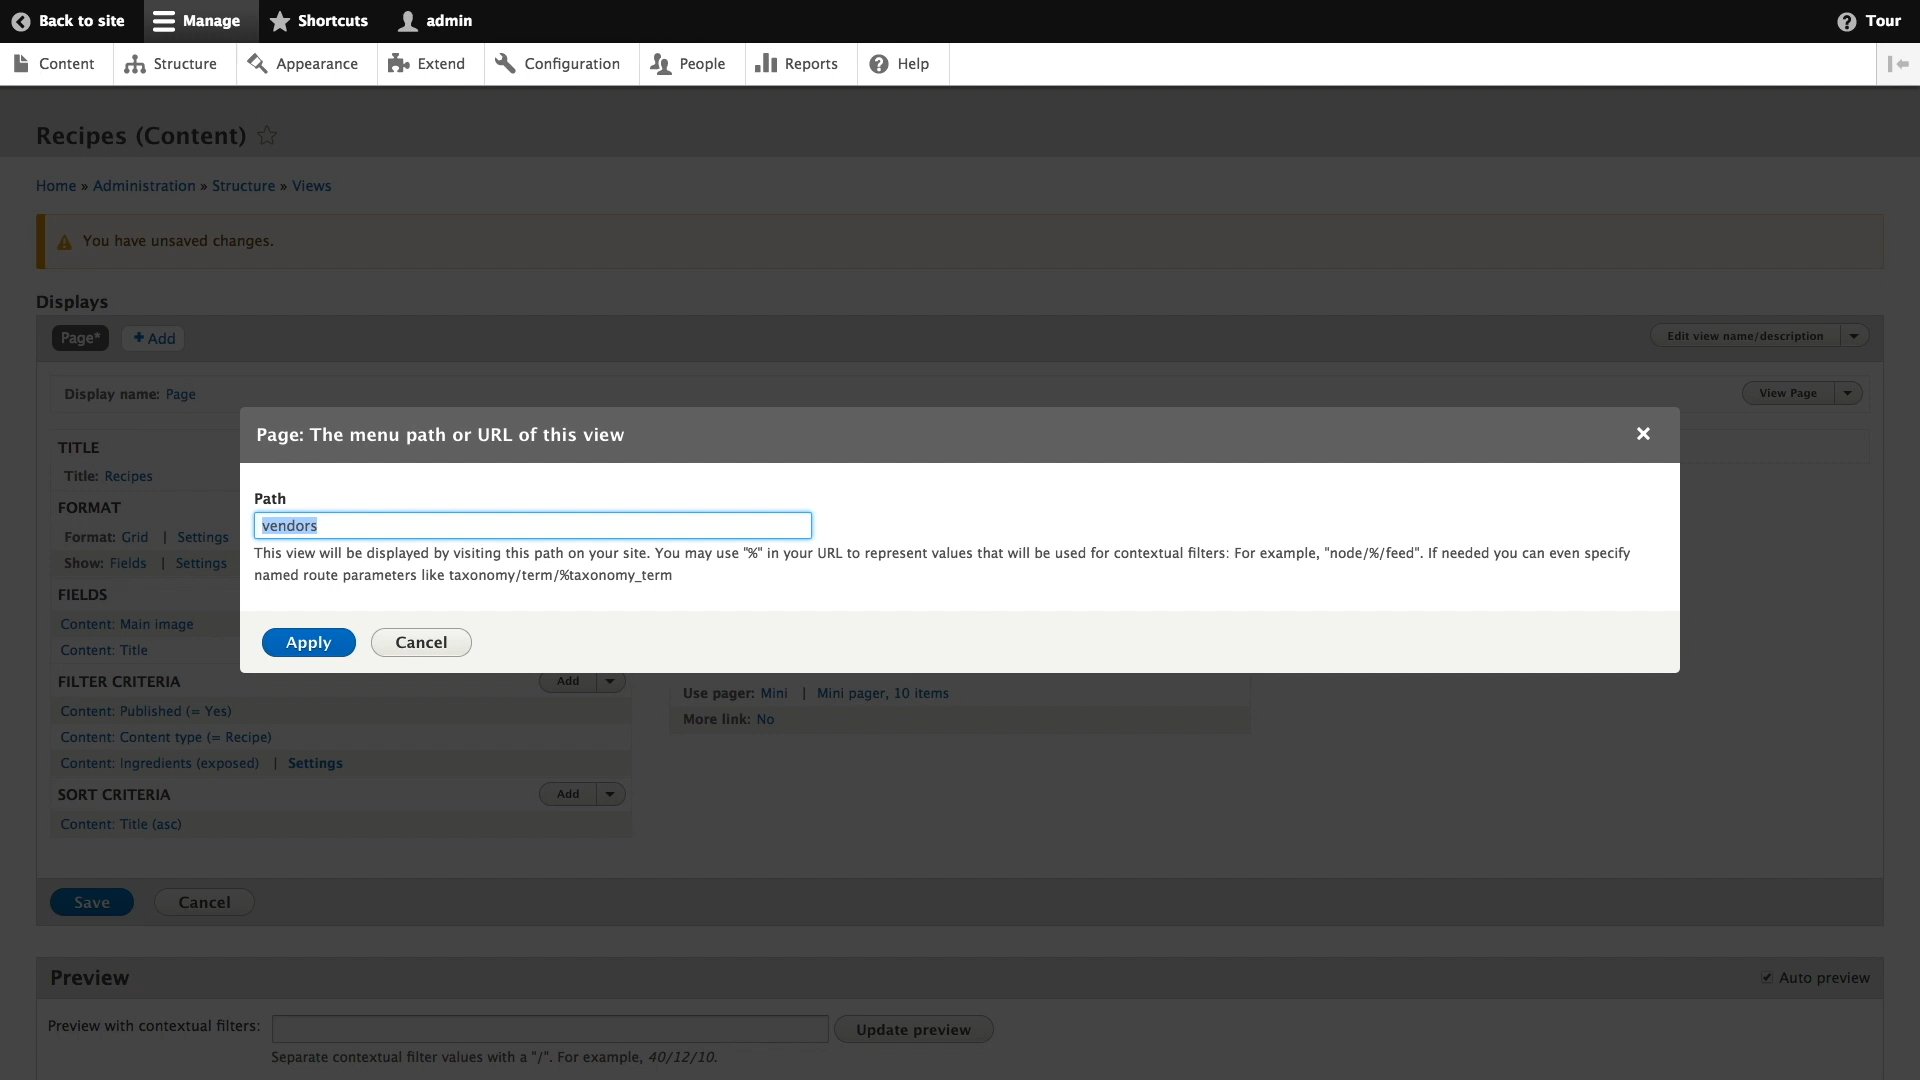 Back to site
Manage
Shortcuts
admin
Tour
Content
Structure
Appearance
Extend
Configuration
People
Reports
Help
Recipes (Content)
Home » Administration » Structure » Views
You have unsaved changes.
Displays
Page*
+ Add
Edit view name/description
Display name: Page
View Page
Page: The menu path or URL of this view
TITLE
Title: Recipes
FORMAT
Format: Grid | Settings
Show: Fields | Settings
FIELDS
Content: Main image
Content: Title
Path
vendors
This view will be displayed by visiting this path on your site. You may use "%" in your URL to represent values that will be used for contextual filters: For example, "node/%/feed". If needed you can even specify
named route parameters like taxonomy/term/%taxonomy_term
Apply
Cancel
FILTER CRITERIA
Add
Content: Published (= Yes)
Content: Content type (= Recipe)
Content: Ingredients (exposed) | Settings
SORT CRITERIA
Add
Content: Title (asc)
Use pager: Mini | Mini pager, 10 items
More link: No
Save
Cancel
Preview
Auto preview
Preview with contextual filters:
Update preview
Separate contextual filter values with a "/". For example, 40/12/10.